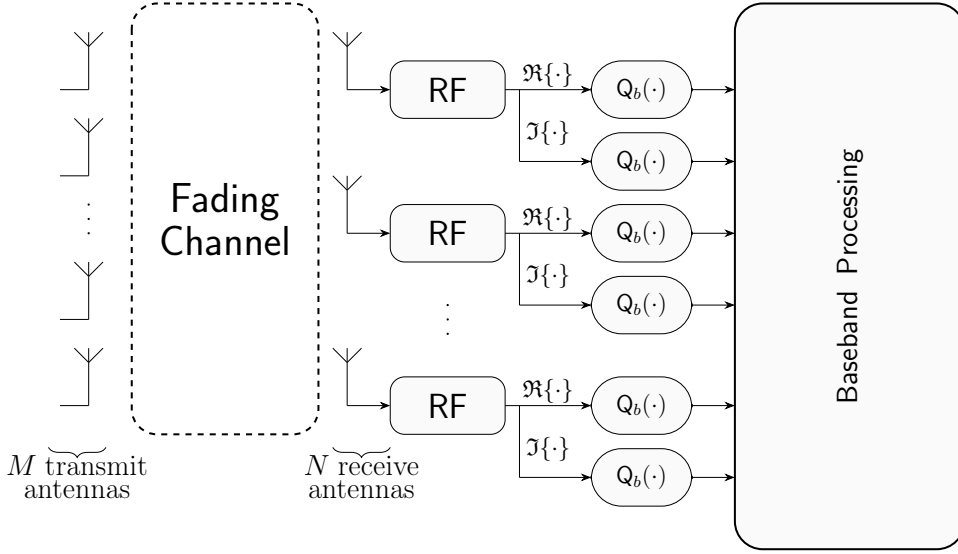 Fading
Channel
RF
ℜ{·}
Q_b(·)
ℑ{·}
Q_b(·)
RF
ℜ{·}
Q_b(·)
ℑ{·}
Q_b(·)
RF
ℜ{·}
Q_b(·)
ℑ{·}
Q_b(·)
Baseband Processing
M transmit
antennas
N receive
antennas